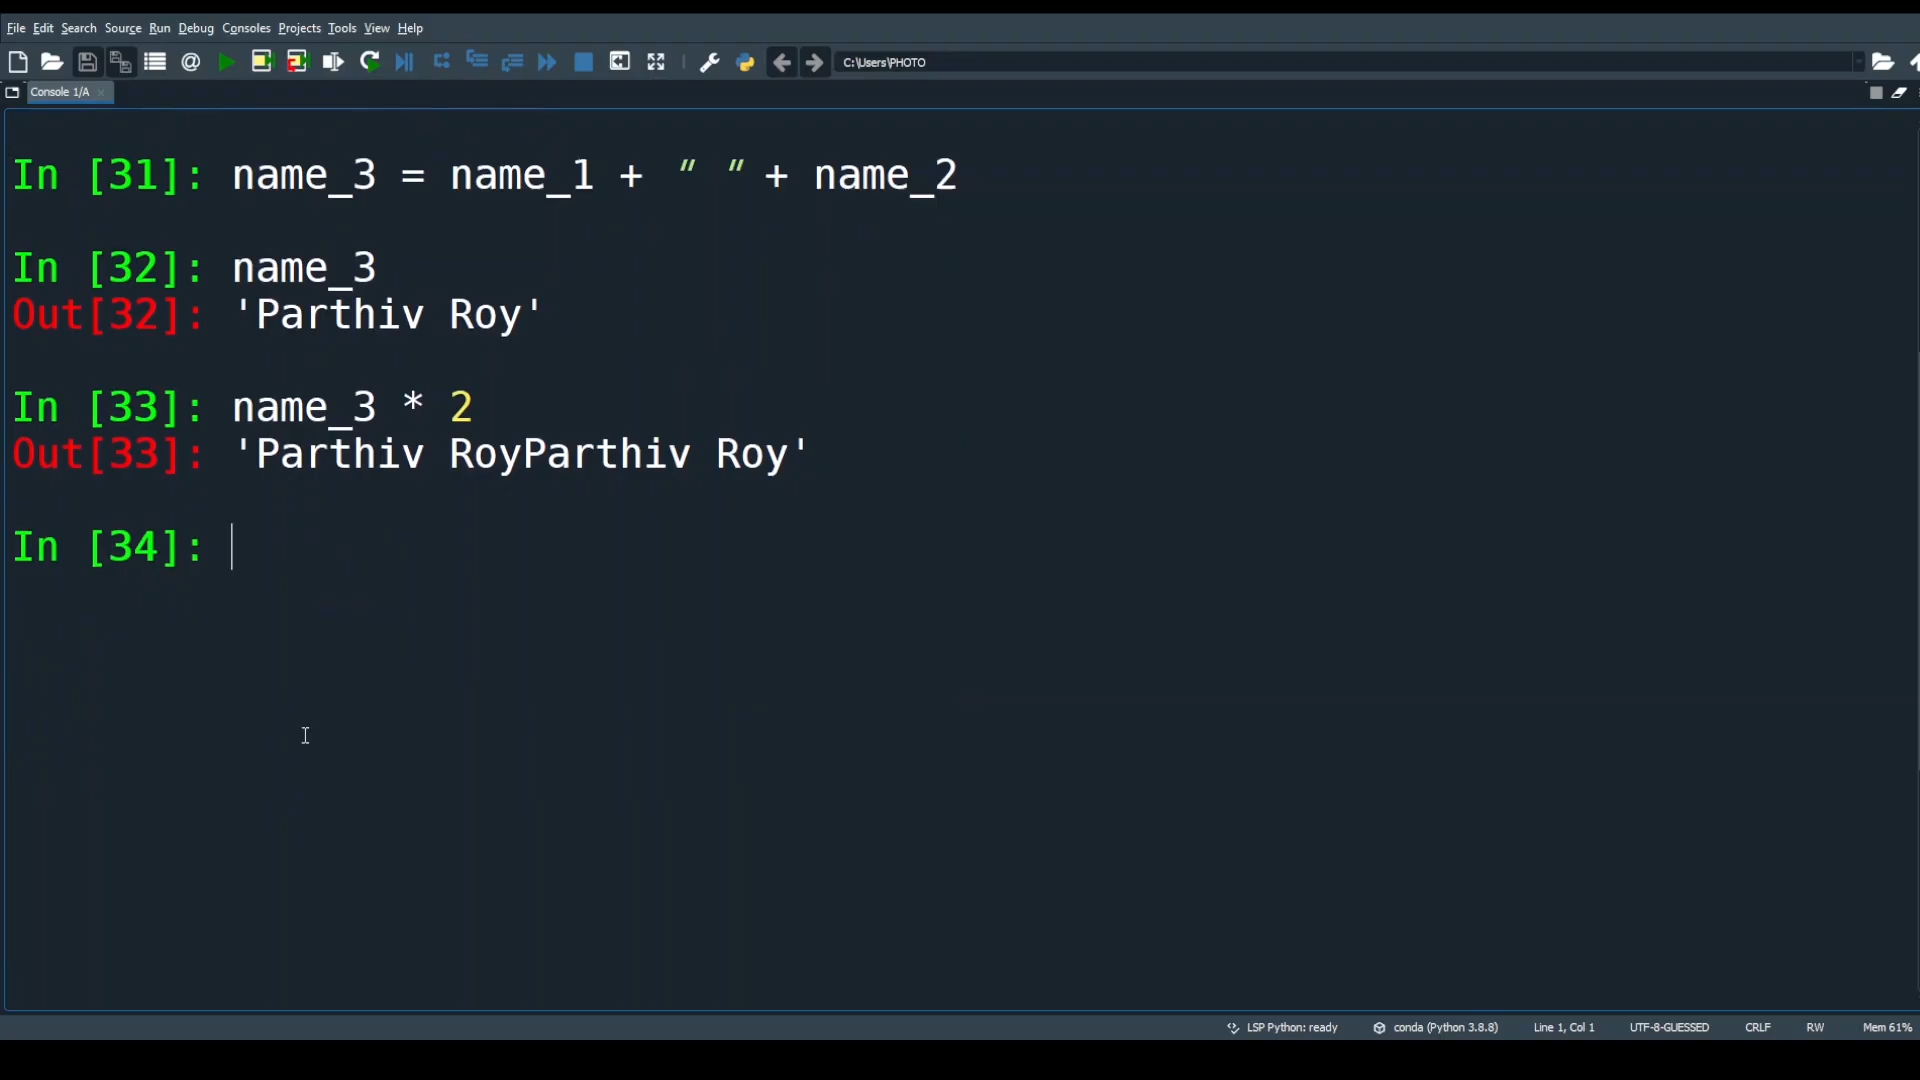 File Edit Search Source Run Debug Consoles Projects Tools View Help
C:\Users\PHOTO
Console 1/A
In [31]: name_3 = name_1 + " " + name_2
In [32]: name_3
Out[32]: 'Parthiv Roy'
In [33]: name_3 * 2
Out[33]: 'Parthiv RoyParthiv Roy'
In [34]:
LSP Python: ready conda (Python 3.8.8) Line 1, Col 1 UTF-8-GUESSED CRLF RW Mem 61%